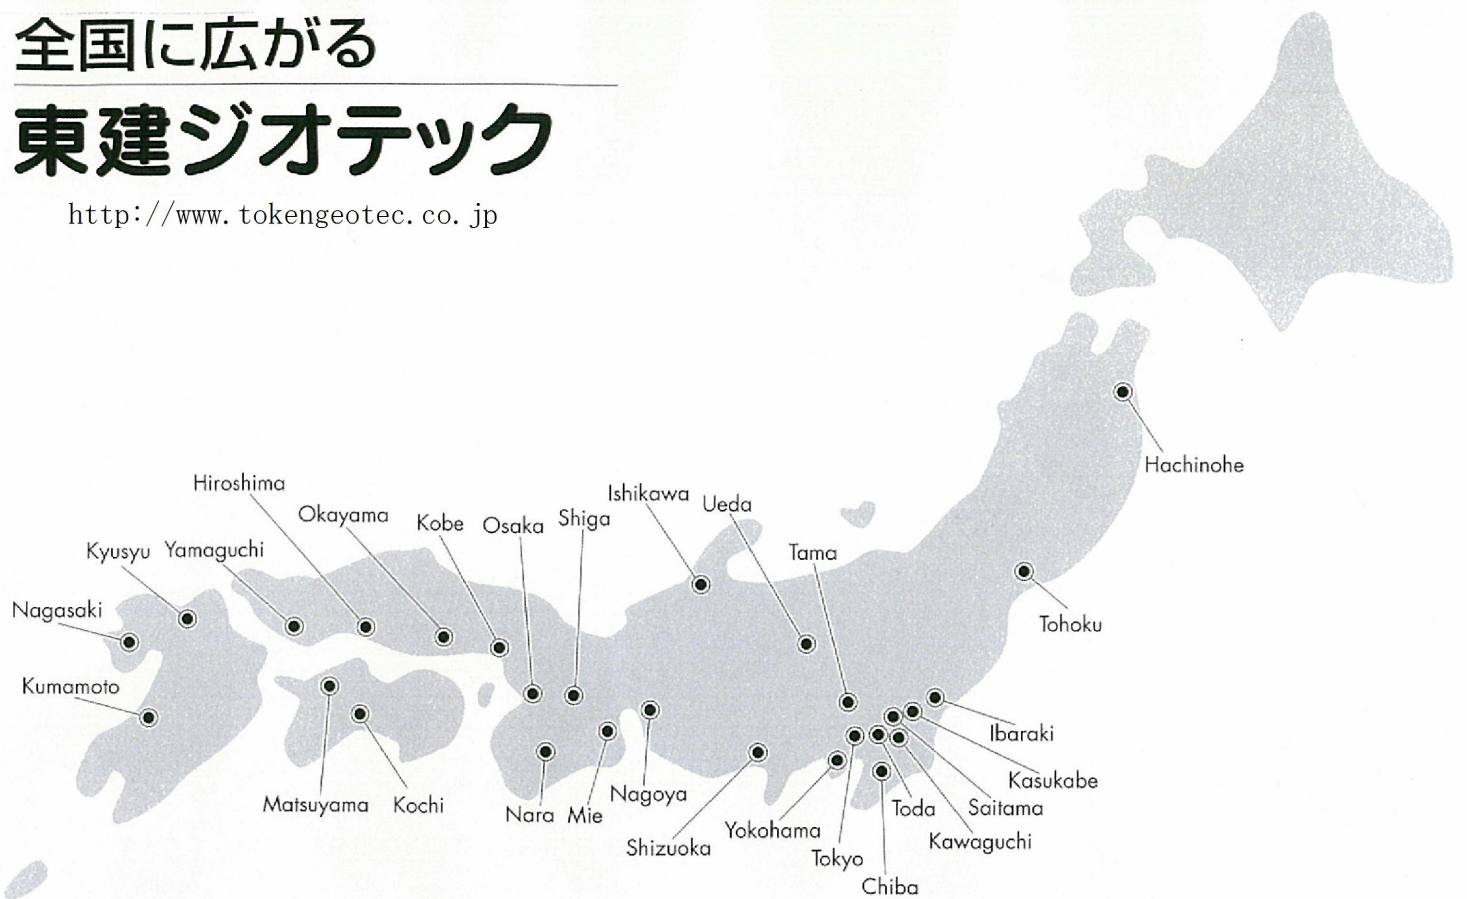 全国に広がる
東建ジオテック
http://www.tokengeotec.co.jp
Hachinohe
Hiroshima
Ishikawa
Ueda
Okayama
Kobe
Osaka
Shiga
Kyusyu
Yamaguchi
Tama
Nagasaki
Tohoku
Kumamoto
Ibaraki
Kasukabe
Matsuyama
Kochi
Nara
Mie
Nagoya
Toda
Saitama
Shizuoka
Yokohama
Kawaguchi
Tokyo
Chiba